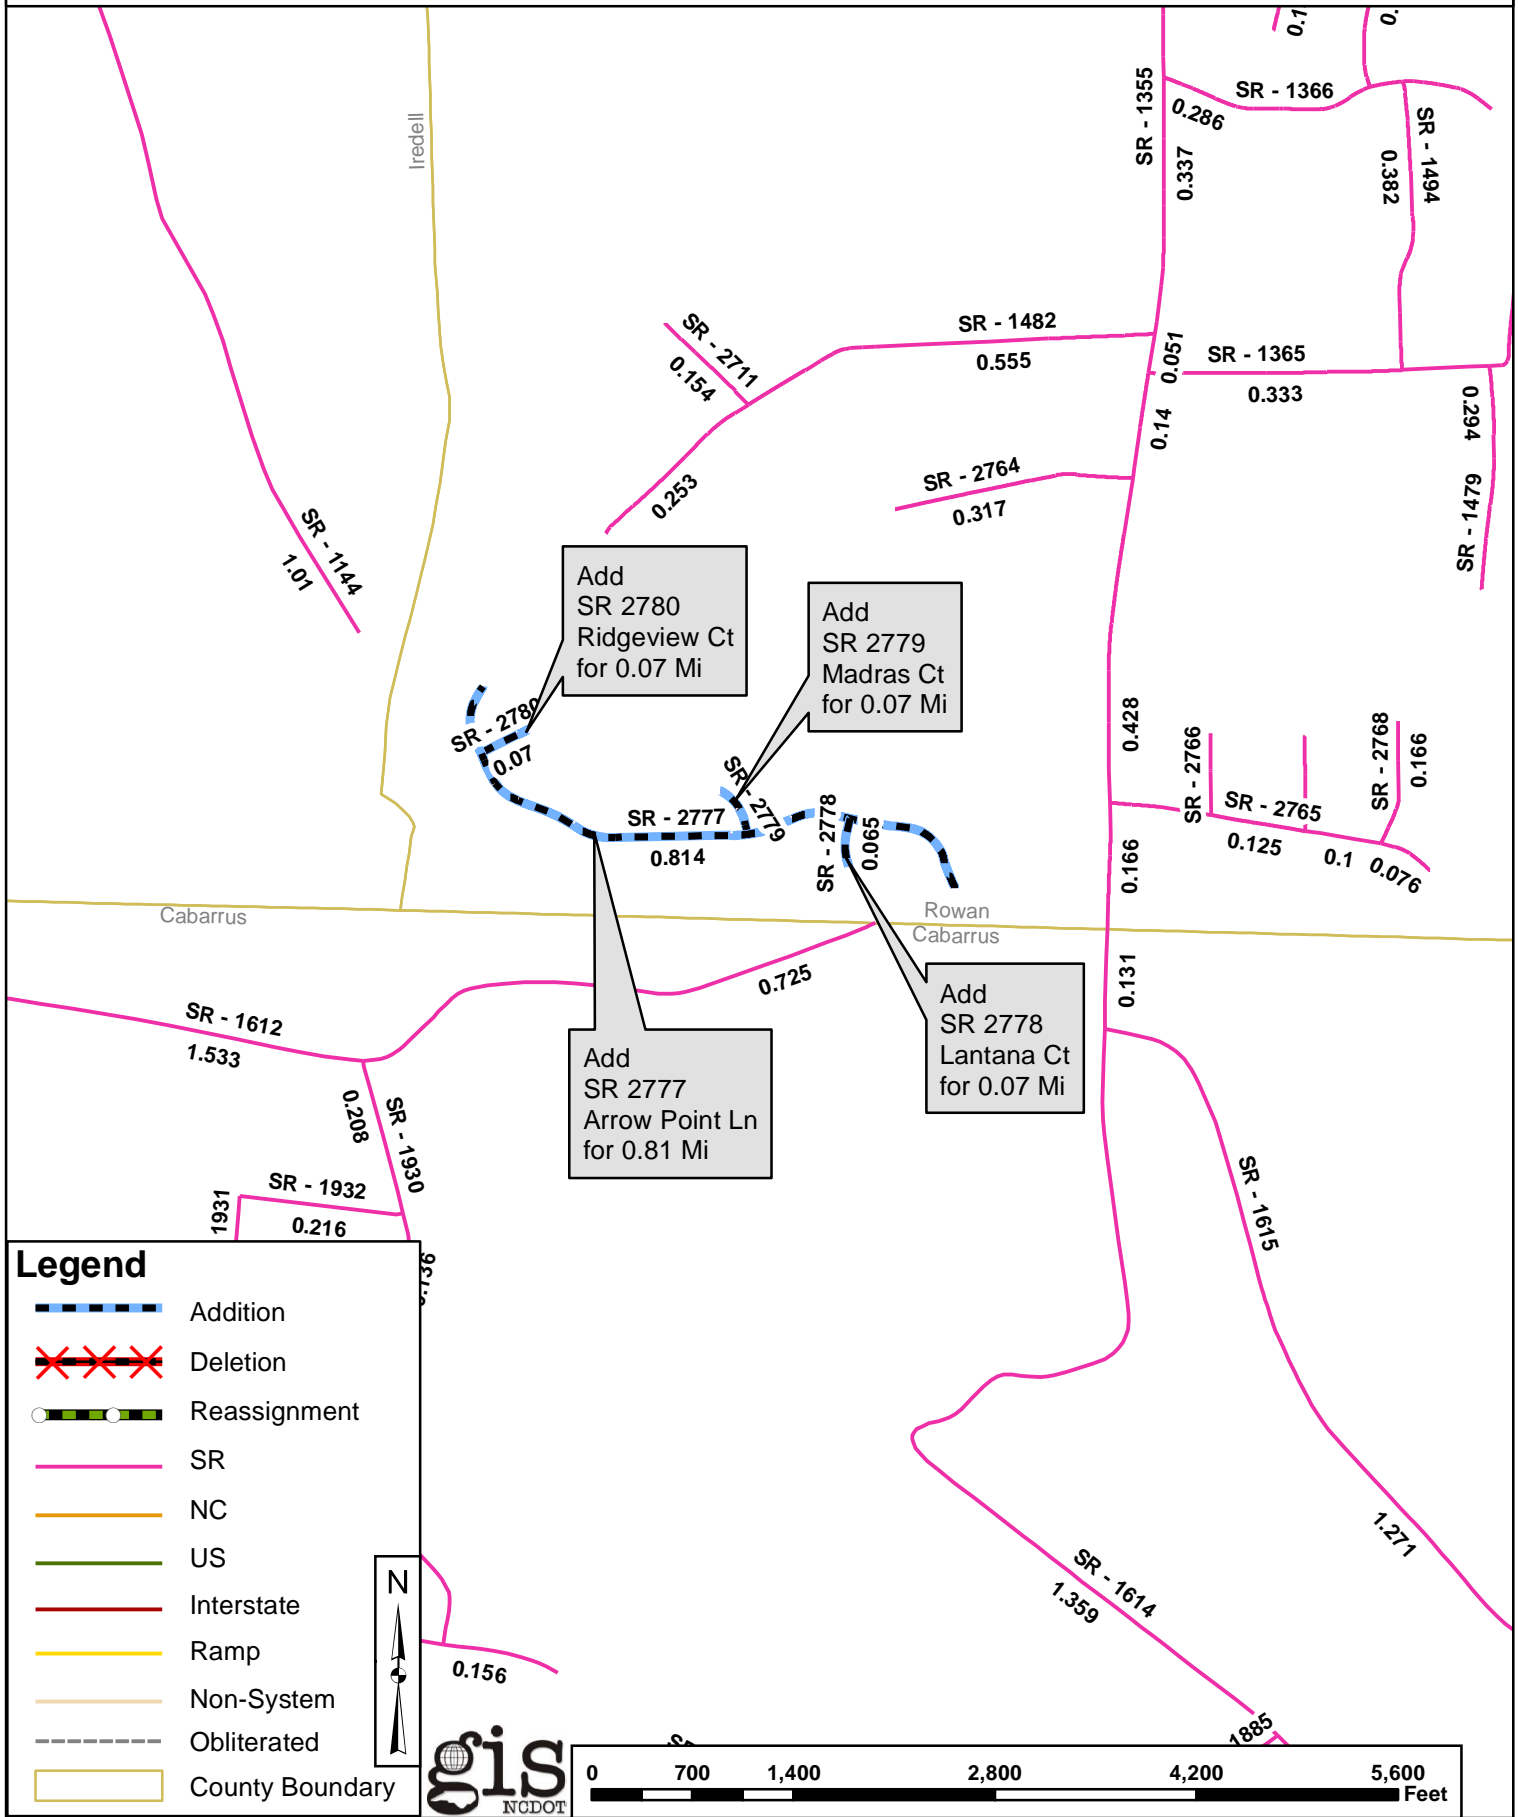 0.1
0.
SR - 1355
SR - 1366
0.286
0.337
0.382
SR - 1494
Iredell
SR - 2711
0.154
SR - 1482
0.555
0.051
SR - 1365
0.333
0.14
0.294
SR - 1479
0.253
SR - 2764
0.317
SR - 1144
1.01
Add
SR 2780
Ridgeview Ct
for 0.07 Mi
Add
SR 2779
Madras Ct
for 0.07 Mi
SR - 2780
0.07
SR - 2779
SR - 2777
0.814
SR - 2778
0.065
0.428
SR - 2766
SR - 2768
0.166
SR - 2765
0.125
0.1
0.076
0.166
Cabarrus
Rowan
Cabarrus
0.725
0.131
SR - 1612
1.533
Add
SR 2777
Arrow Point Ln
for 0.81 Mi
Add
SR 2778
Lantana Ct
for 0.07 Mi
0.208
SR - 1930
1931
SR - 1932
0.216
SR - 1615
1.271
SR - 1614
1.359
1885
0.156
Legend
Addition
Deletion
Reassignment
SR
NC
US
Interstate
Ramp
Non-System
Obliterated
County Boundary
N
gis
NCDOT
0 700 1,400 2,800 4,200 5,600
Feet